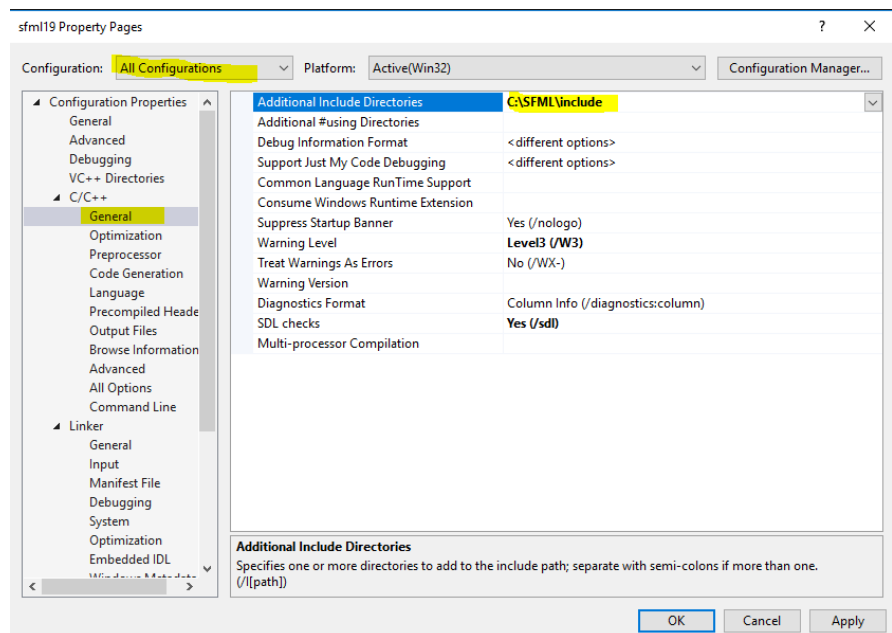 sfml19 Property Pages ? ×
Configuration: All Configurations Platform: Active(Win32) Configuration Manager...
Configuration Properties
General
Advanced
Debugging
VC++ Directories
C/C++
General
Optimization
Preprocessor
Code Generation
Language
Precompiled Heade
Output Files
Browse Information
Advanced
All Options
Command Line
Linker
General
Input
Manifest File
Debugging
System
Optimization
Embedded IDL
Windows Metadata
Additional Include Directories C:\SFML\include
Additional #using Directories
Debug Information Format <different options>
Support Just My Code Debugging <different options>
Common Language RunTime Support
Consume Windows Runtime Extension
Suppress Startup Banner Yes (/nologo)
Warning Level Level3 (/W3)
Treat Warnings As Errors No (/WX-)
Warning Version
Diagnostics Format Column Info (/diagnostics:column)
SDL checks Yes (/sdl)
Multi-processor Compilation
Additional Include Directories
Specifies one or more directories to add to the include path; separate with semi-colons if more than one.
(/I[path])
OK Cancel Apply